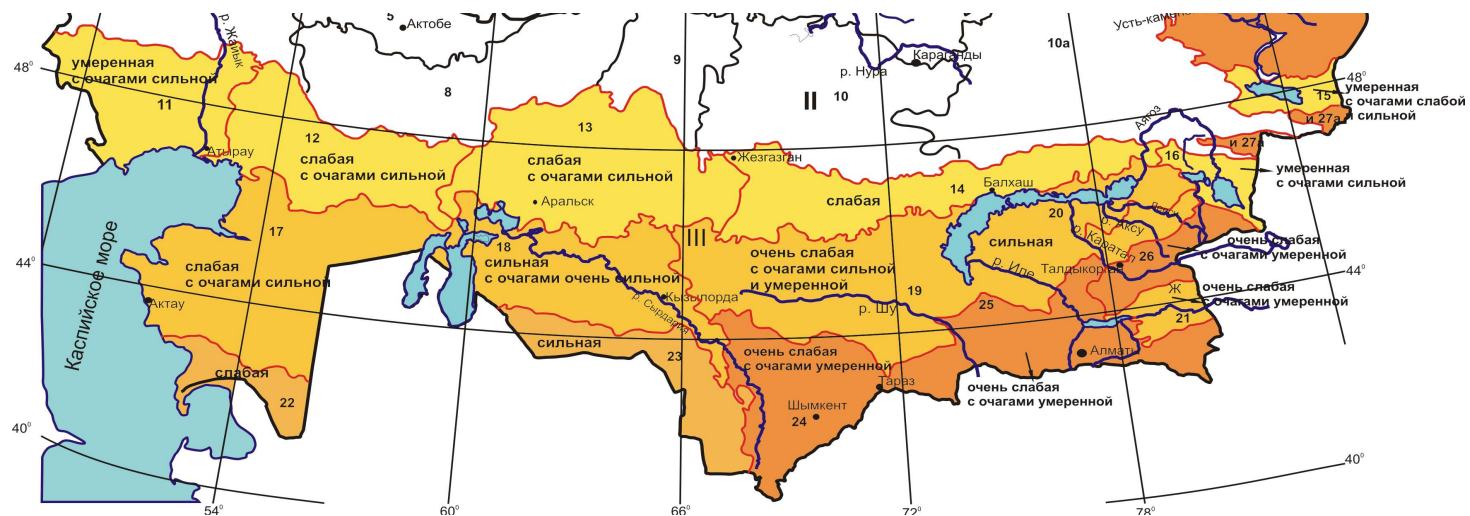 5
Актобе
р. Жайык
48°
умеренная
с очагами сильной
11
8
9
10
II
р. Нура
Караганды
10а
Усть-камен
48°
15
умеренная
с очагами слабой
и сильной
и 27а
и 27а
Аягоз
16
умеренная
с очагами сильной
Атырау
12
слабая
с очагами сильной
13
слабая
с очагами сильной
Аральск
Жезгазган
14
слабая
Балхаш
20
сильная
р. Аксу
р. Каратал
26
Талдыкорган
очень слабая
с очагами умеренной
44°
44°
Каспийское море
17
слабая
с очагами сильной
Актау
18
сильная
с очагами очень сильной
Кызылорда
р. Сырдария
III
очень слабая
с очагами сильной
и умеренной
19
р. Шу
р. Иле
25
Ж
очень слабая
с очагами умеренной
21
Алматы
слабая
22
сильная
23
очень слабая
с очагами умеренной
Тараз
Шымкент
24
очень слабая
с очагами умеренной
40°
40°
54°
60°
66°
72°
78°